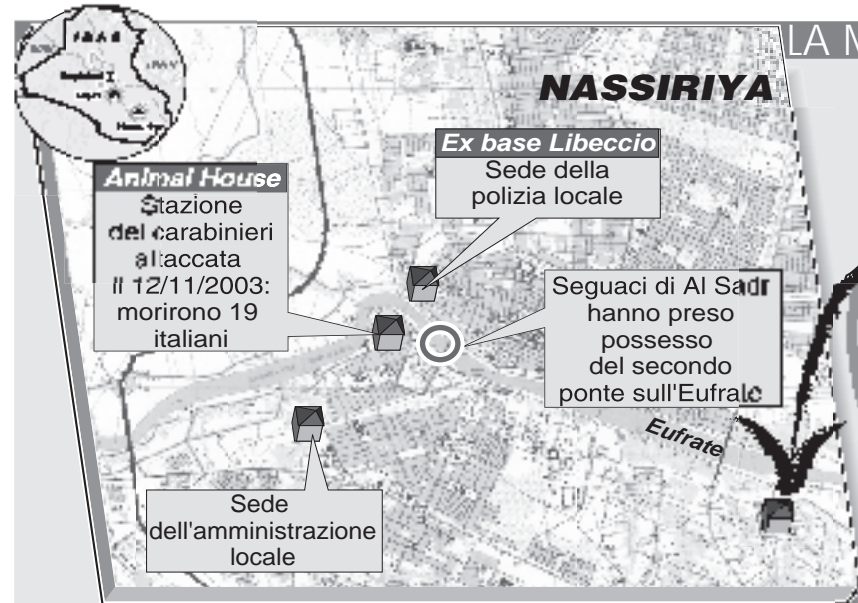 LA M
NASSIRIYA
Ex base Libeccio
Sede della
polizia locale
Animal House
Stazione
dei carabinieri
attaccata
il 12/11/2003:
morirono 19
italiani
Seguaci di Al Sadr
hanno preso
possesso
del secondo
ponte sull'Eufrate
Eufrate
Sede
dell'amministrazione
locale